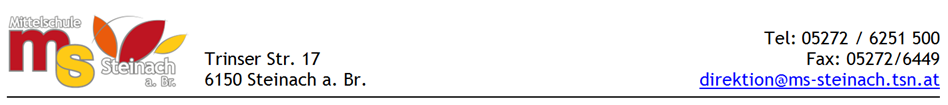 Mittelschule
ms
Steinach
a. Br.
Trinser Str. 17
6150 Steinach a. Br.
Tel: 05272 / 6251 500
Fax: 05272/6449
direktion@ms-steinach.tsn.at